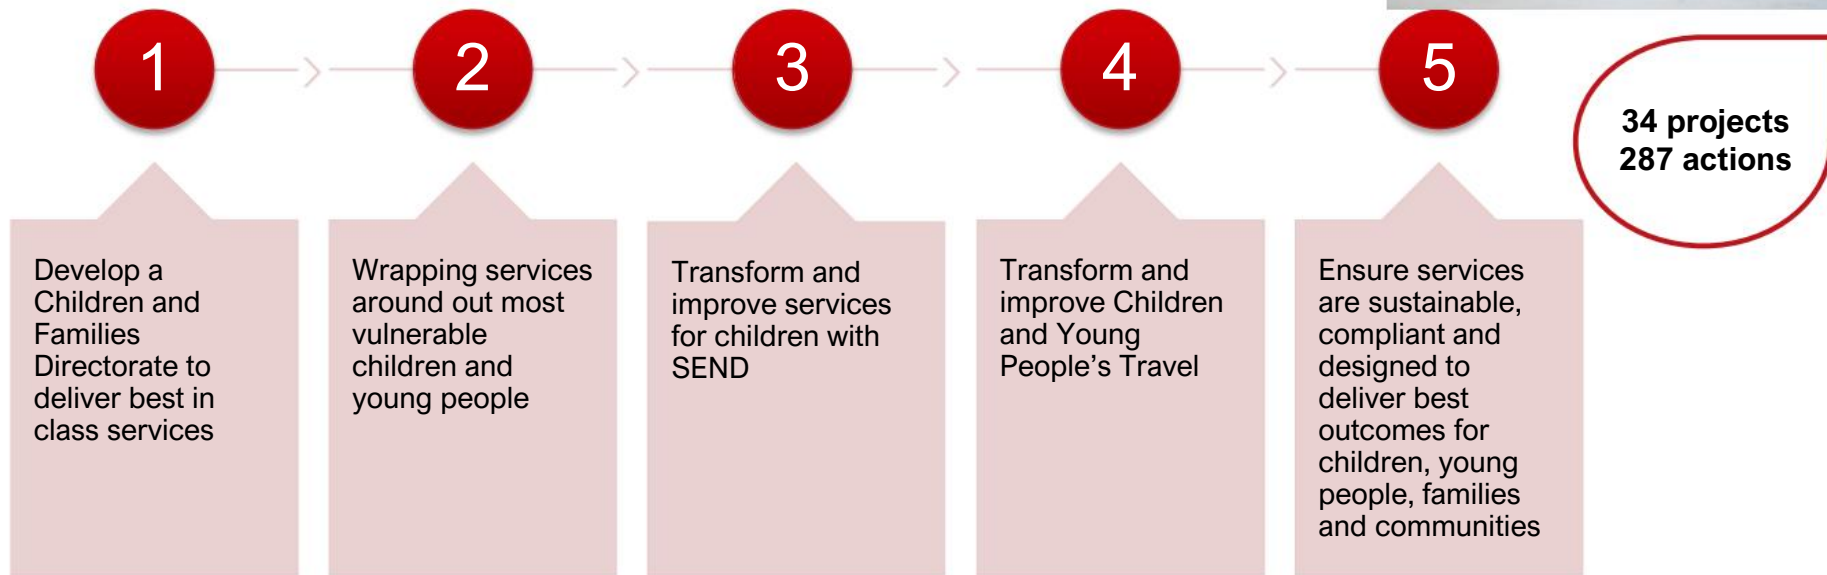 1
2
3
4
5
34 projects
287 actions
Develop a
Children and
Families
Directorate to
deliver best in
class services
Wrapping services
around out most
vulnerable
children and
young people
Transform and
improve services
for children with
SEND
Transform and
improve Children
and Young
People's Travel
Ensure services
are sustainable,
compliant and
designed to
deliver best
outcomes for
children, young
people, families
and communities